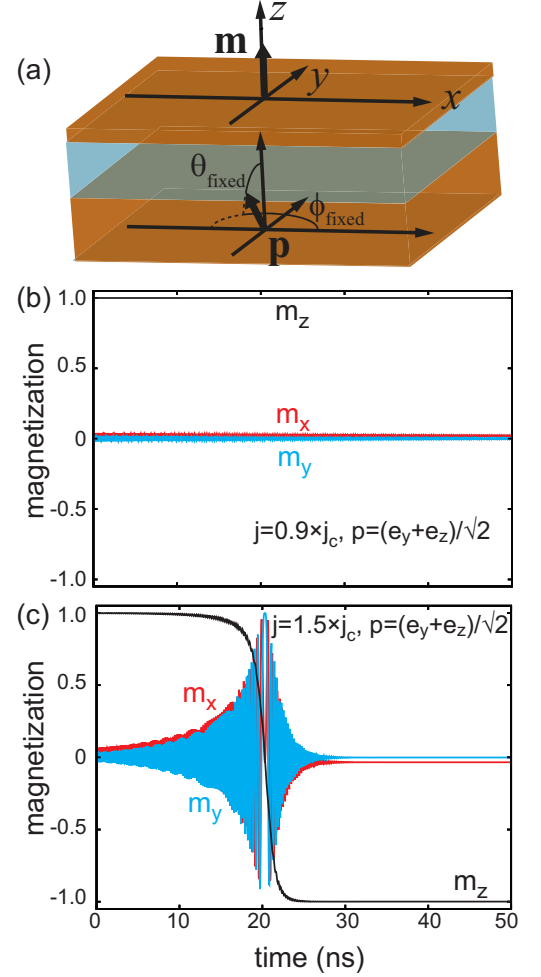 (a)
z
m
y
x
θfixed
ϕfixed
p
(b)
1.0
mz
0.5
magnetization
mx
0
my
-0.5
j=0.9×jc, p=(ey+ez)/√2
-1.0
(c)
1.0
j=1.5×jc, p=(ey+ez)/√2
0.5
mx
magnetization
0
my
-0.5
mz
-1.0
0 10 20 30 40 50
time (ns)